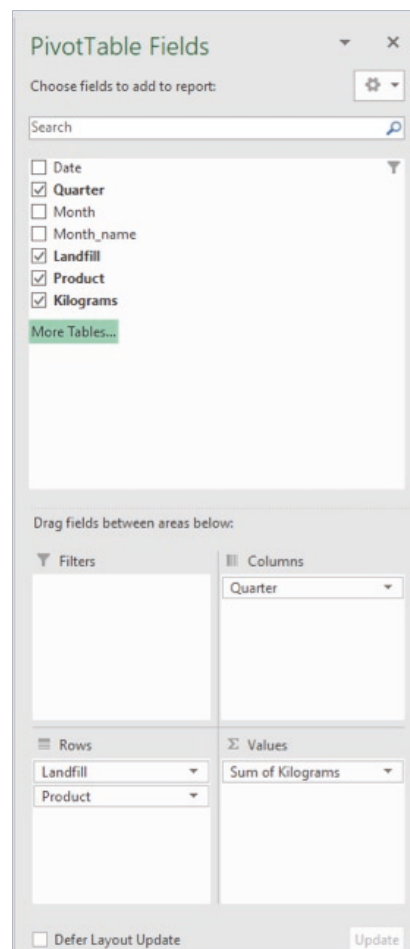 PivotTable Fields
Choose fields to add to report:
Search
Date
Quarter
Month
Month_name
Landfill
Product
Kilograms
More Tables...
Drag fields between areas below:
Filters
Columns
Quarter
Rows
Σ Values
Landfill
Product
Sum of Kilograms
Defer Layout Update
Update